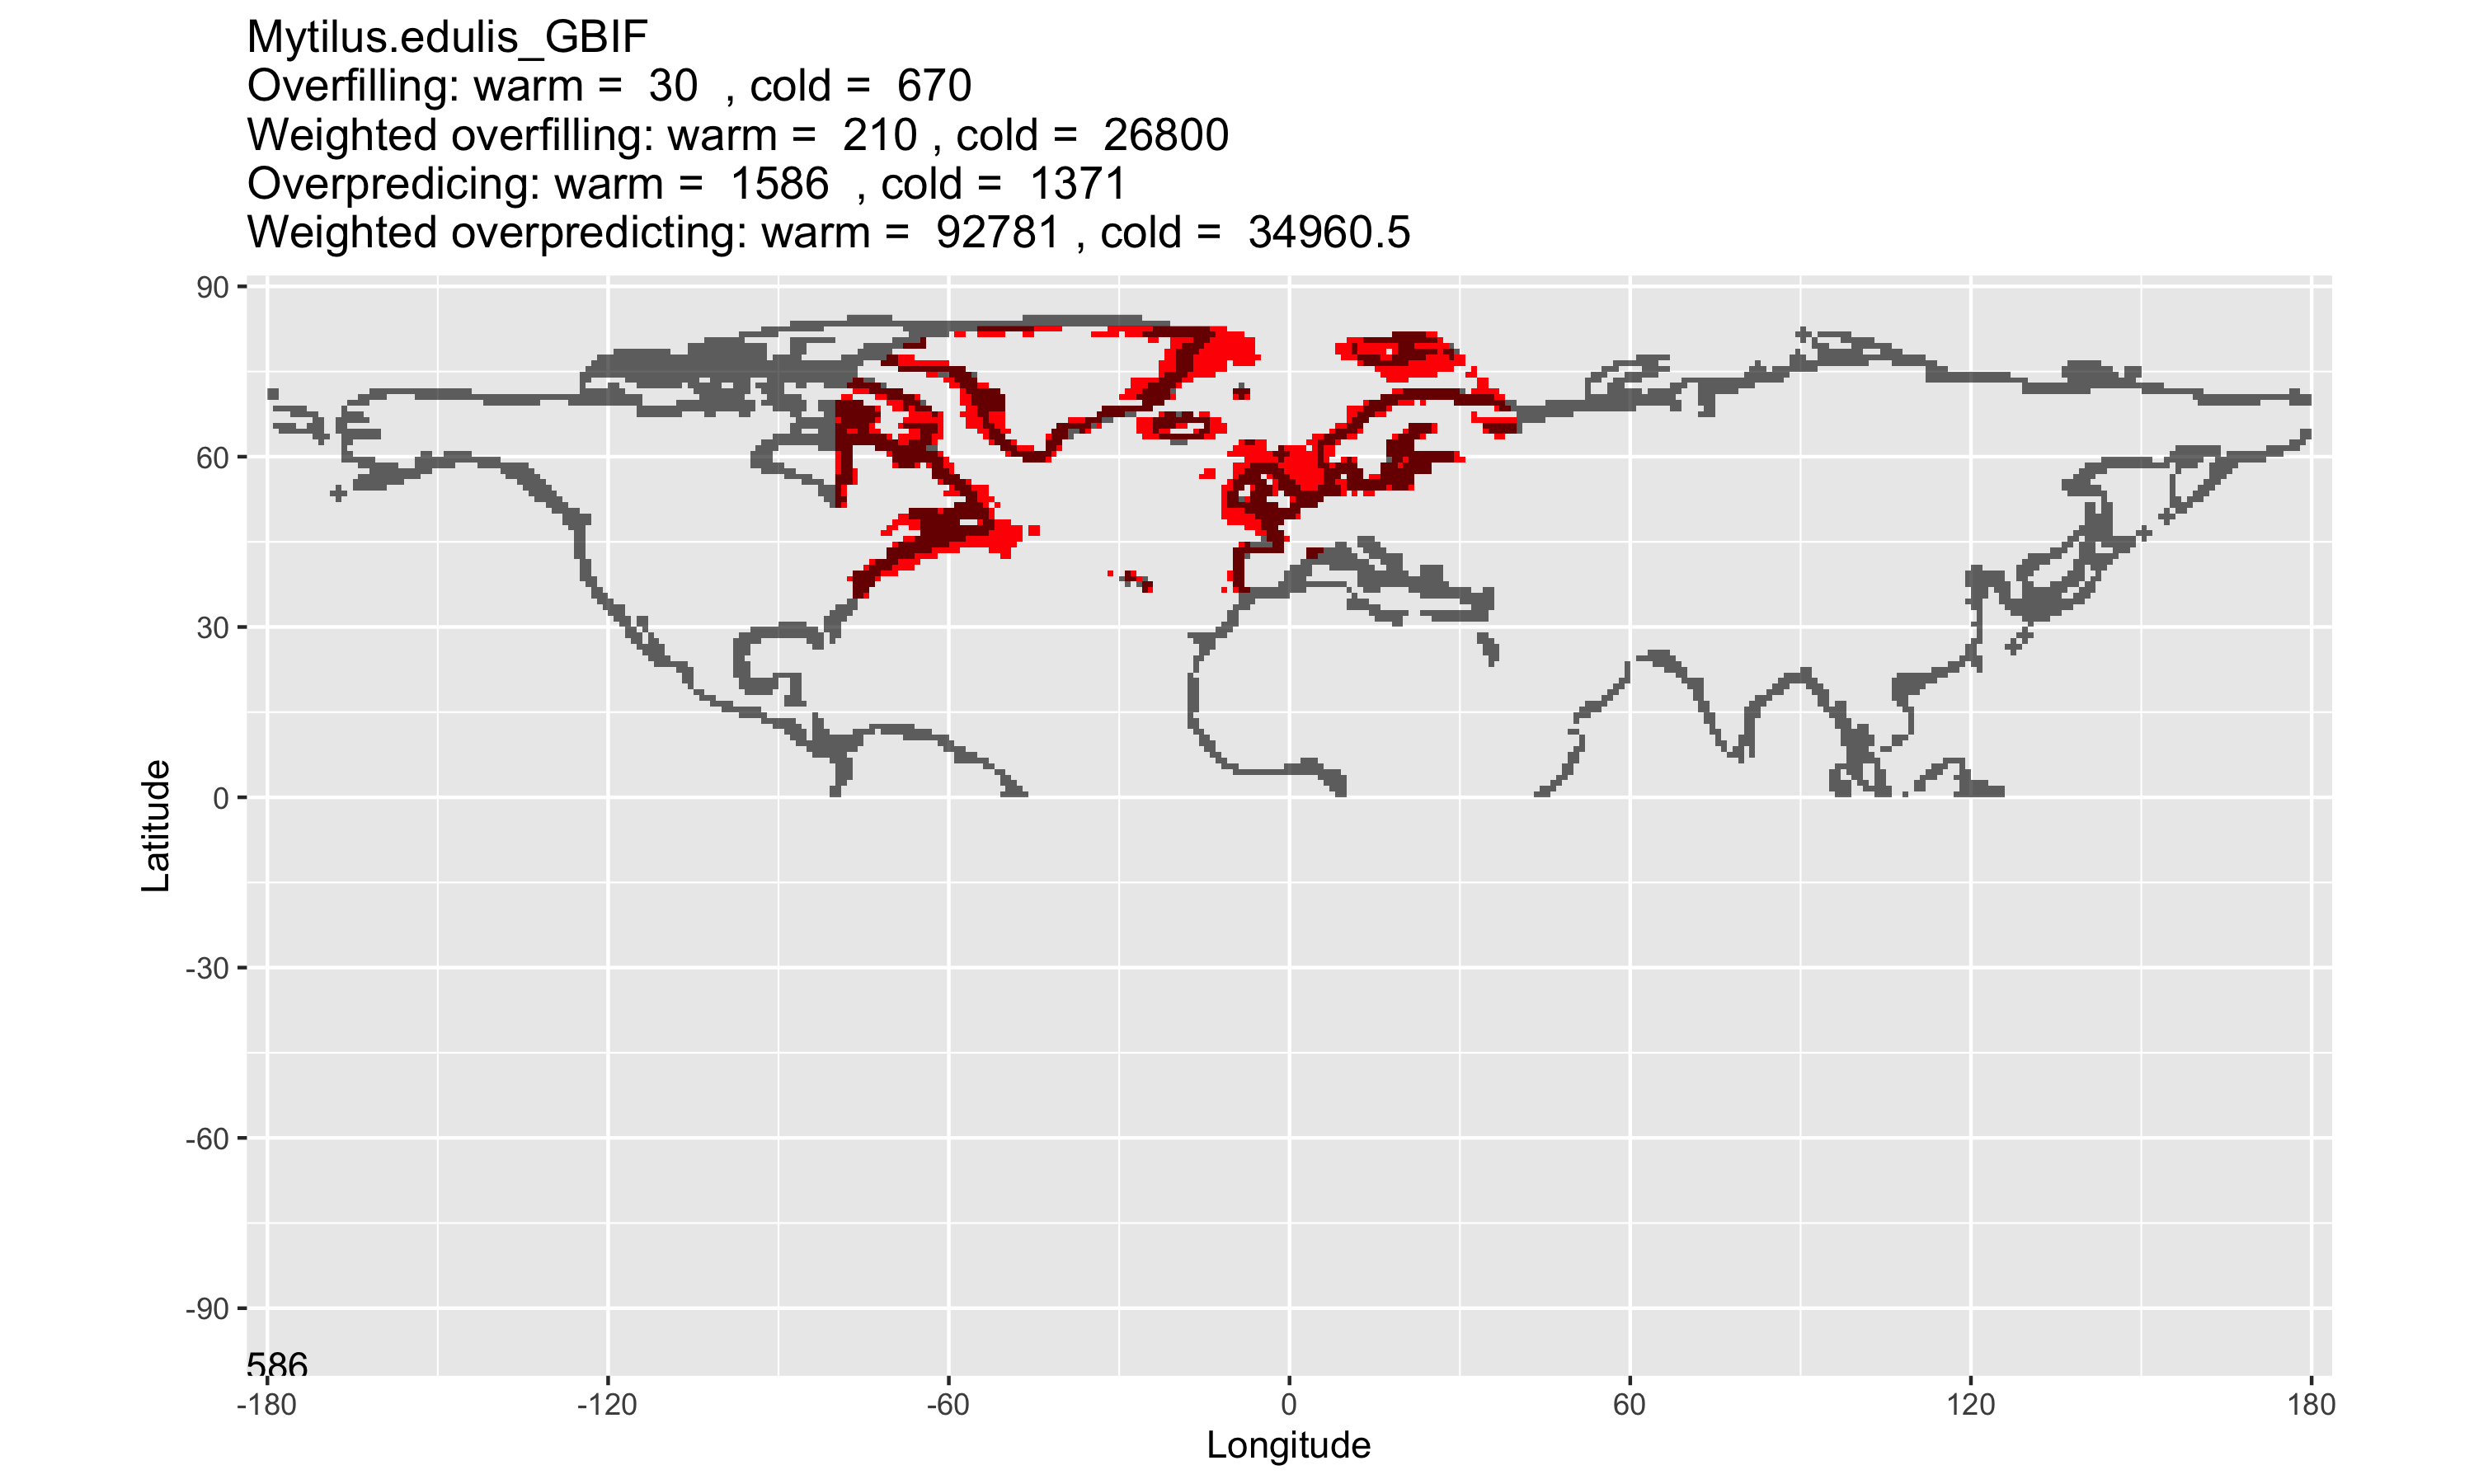 Mytilus.edulis_GBIF
Overfilling: warm =  30  , cold =  670
Weighted overfilling: warm =  210 , cold =  26800
Overpredicing: warm =  1586  , cold =  1371
Weighted overpredicting: warm =  92781 , cold =  34960.5
90
60
30
0
-30
-60
-90
Latitude
586
-180
-120
-60
0
60
120
180
Longitude